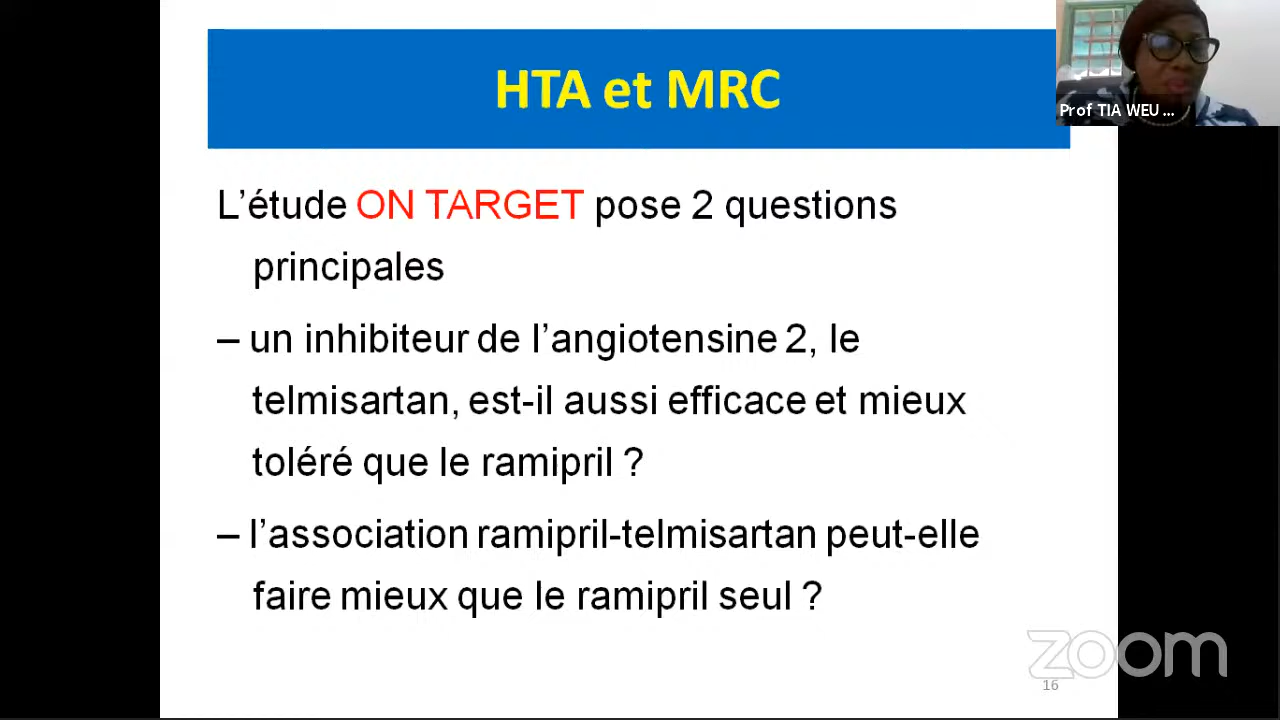 HTA et MRC
Prof TIA WEU ...
L’étude ON TARGET pose 2 questions
principales
– un inhibiteur de l’angiotensine 2, le
telmisartan, est-il aussi efficace et mieux
toléré que le ramipril ?
– l’association ramipril-telmisartan peut-elle
faire mieux que le ramipril seul ?
zoom
16